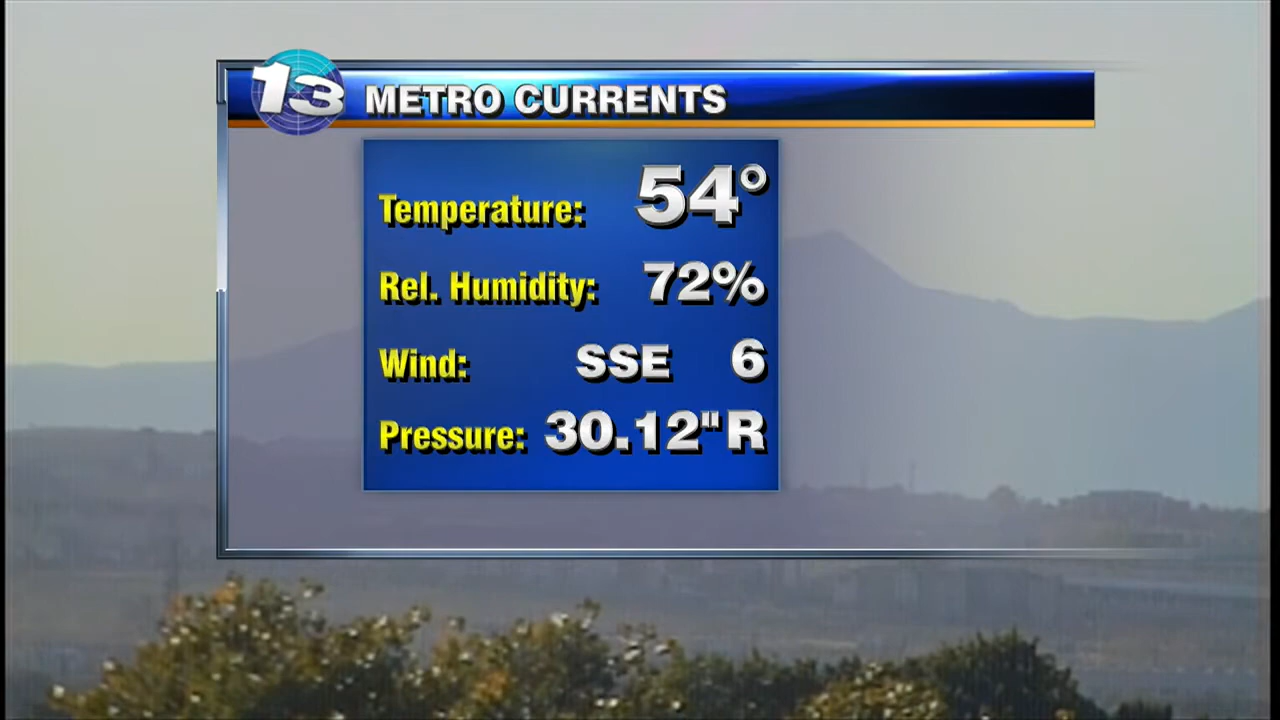 13 METRO CURRENTS
Temperature: 54°
Rel. Humidity: 72%
Wind: SSE 6
Pressure: 30.12" R